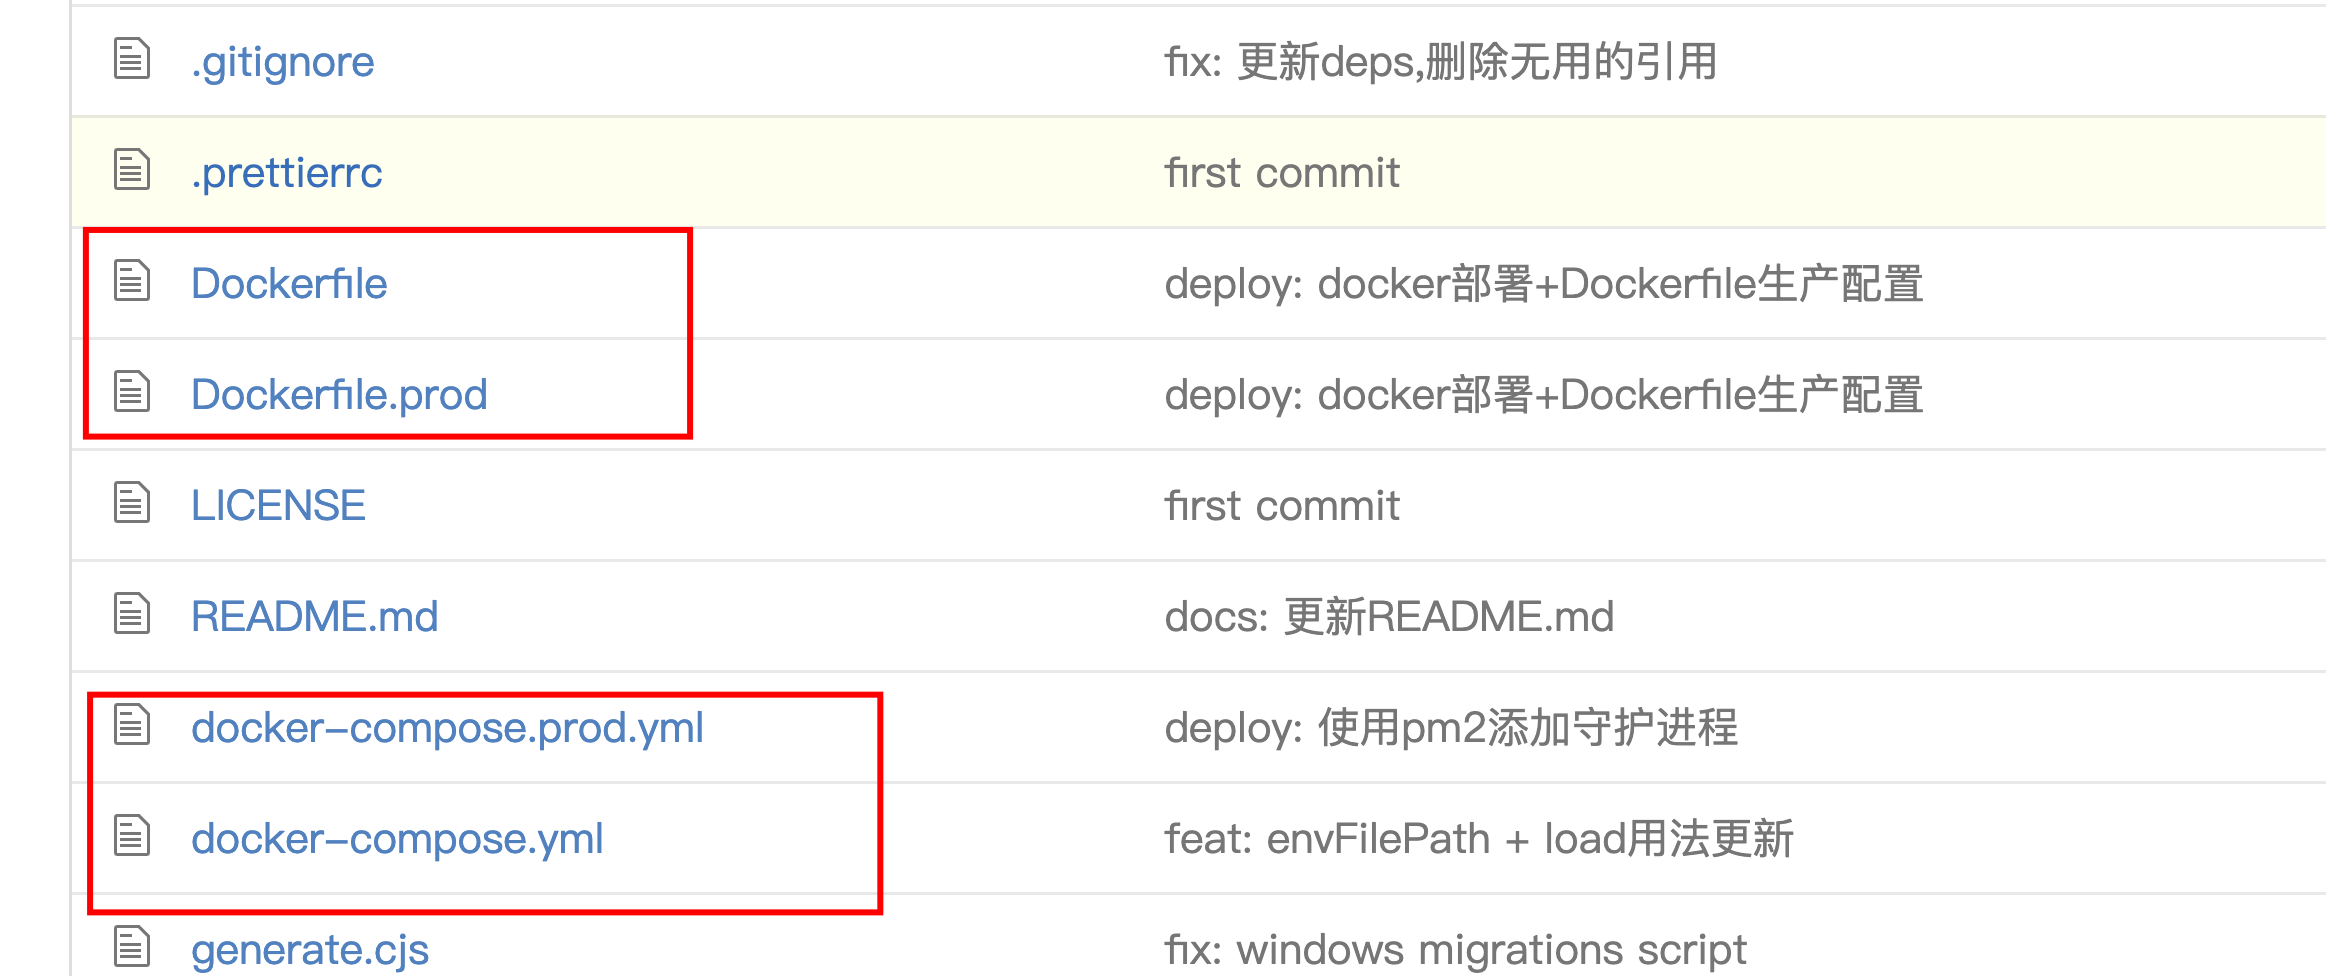 .gitignore fix: 更新deps,删除无用的引用
.prettierrc first commit
Dockerfile deploy: docker部署+Dockerfile生产配置
Dockerfile.prod deploy: docker部署+Dockerfile生产配置
LICENSE first commit
README.md docs: 更新README.md
docker-compose.prod.yml deploy: 使用pm2添加守护进程
docker-compose.yml feat: envFilePath + load用法更新
generate.cjs fix: windows migrations script